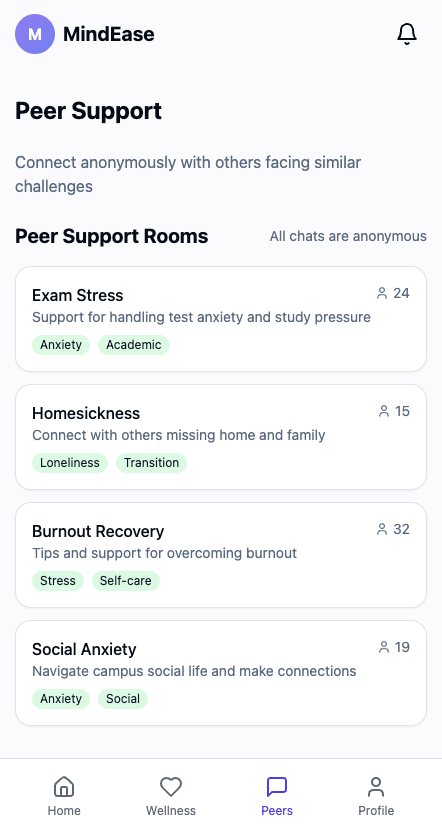 M MindEase
Peer Support
Connect anonymously with others facing similar
challenges
Peer Support Rooms All chats are anonymous
Exam Stress 24
Support for handling test anxiety and study pressure
Anxiety Academic
Homesickness 15
Connect with others missing home and family
Loneliness Transition
Burnout Recovery 32
Tips and support for overcoming burnout
Stress Self-care
Social Anxiety 19
Navigate campus social life and make connections
Anxiety Social
Home Wellness Peers Profile